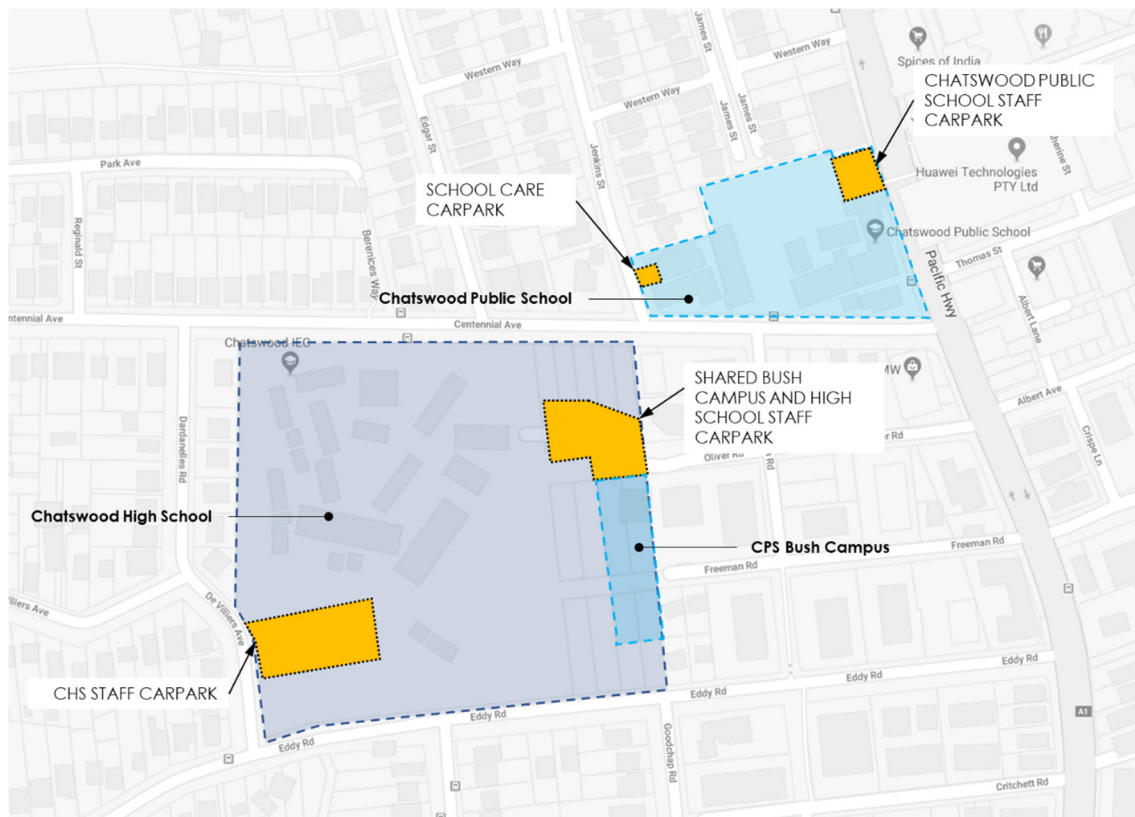 James St
Western Way
Spices of India
CHATSWOOD PUBLIC
SCHOOL STAFF
CARPARK
Western Way
James St
James St
Edgar St
Jenkins St
Park Ave
Huawei Technologies
PTY Ltd
SCHOOL CARE
CARPARK
Reginald St
Berenices Way
Chatswood Public School
Thomas St
Pacific Hwy
Chatswood Public School
Albert Lane
Centennial Ave
Centennial Ave
Chatswood IEC
MW
SHARED BUSH
CAMPUS AND HIGH
SCHOOL STAFF
CARPARK
Albert Ave
Dardanelles Rd
Crispe Ln
Oliver Rd
Chatswood High School
CPS Bush Campus
Freeman Rd
Freeman Rd
De Villiers Ave
CHS STAFF CARPARK
Eddy Rd
Eddy Rd
Eddy Rd
Eddy Rd
A1
Goodchap Rd
Critchett Rd